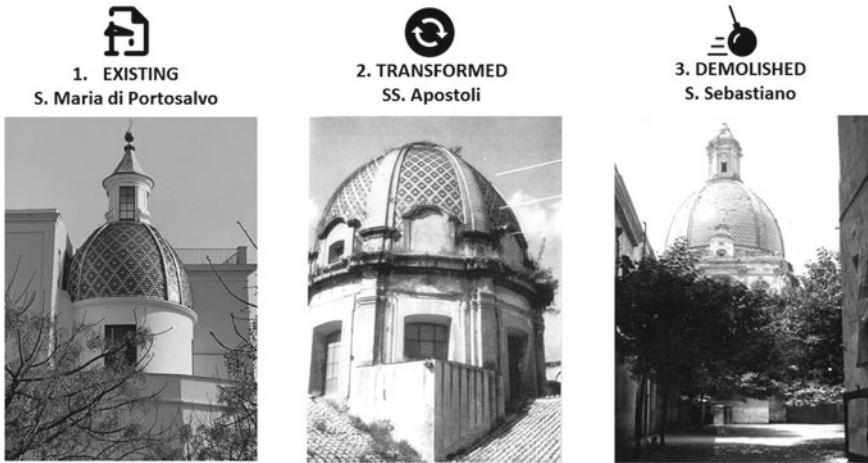 1. EXISTING
S. Maria di Portosalvo
2. TRANSFORMED
SS. Apostoli
3. DEMOLISHED
S. Sebastiano